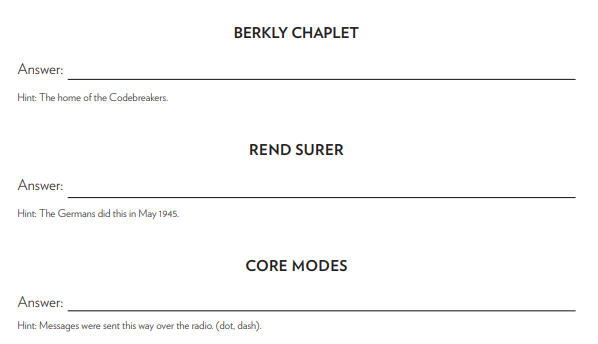 BERKLY CHAPLET
Answer:
Hint: The home of the Codebreakers.
REND SURER
Answer:
Hint: The Germans did this in May 1945.
CORE MODES
Answer:
Hint: Messages were sent this way over the radio. (dot, dash).